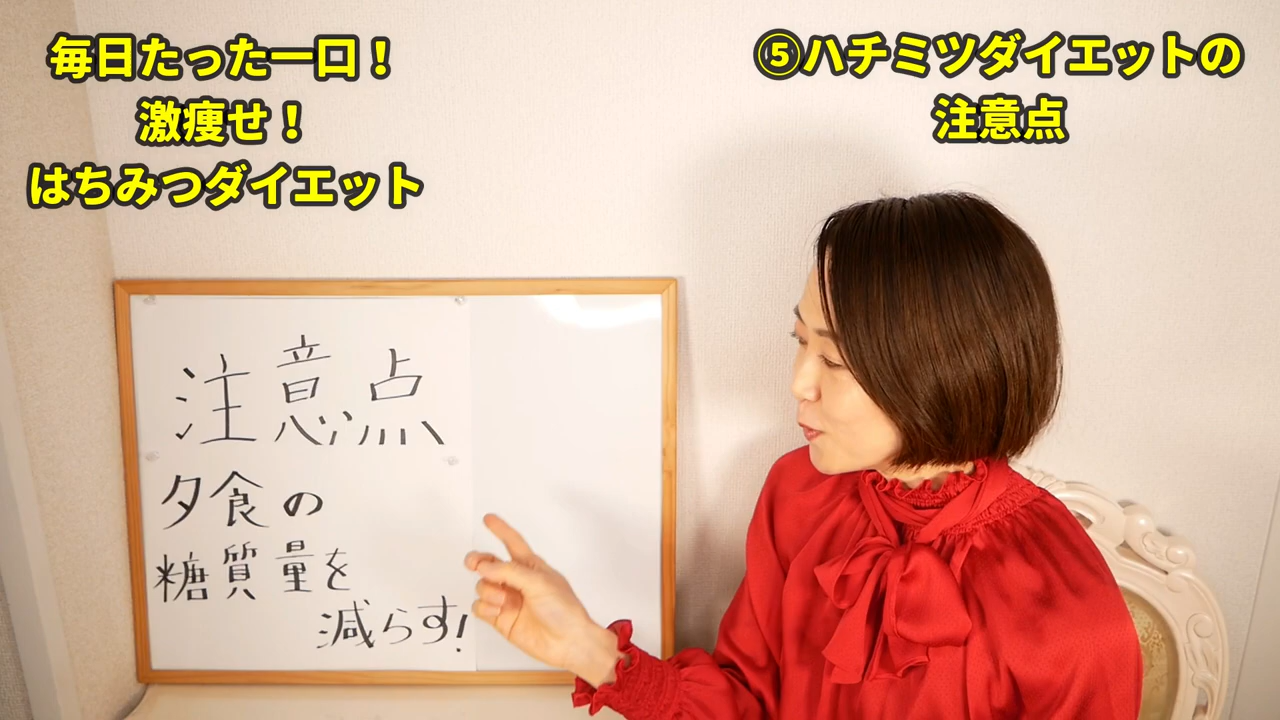 毎日たった一口！
激痩せ！
はちみつダイエット
⑤ハチミツダイエットの
注意点
注意点
夕食の
糖質量を
減らす!